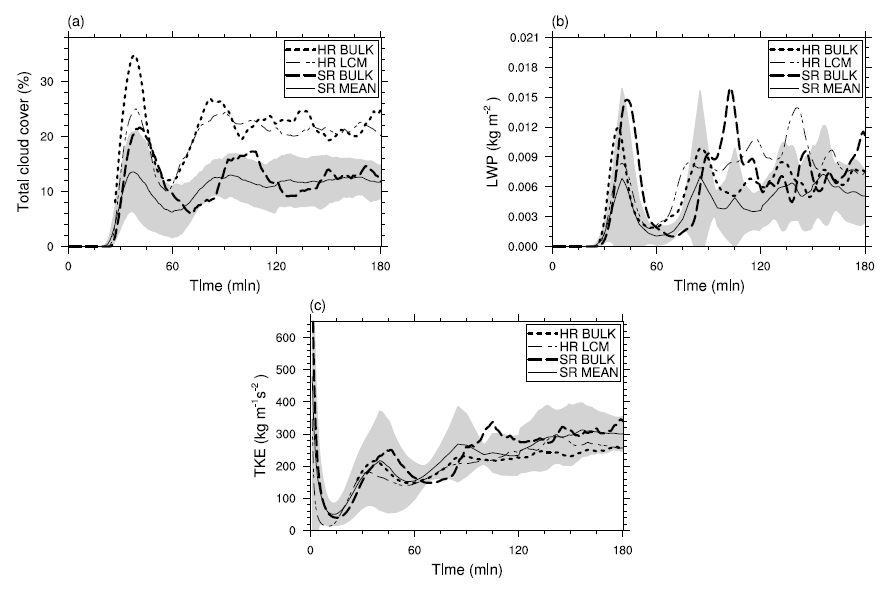 (a)
Total cloud cover (%)
30
20
10
0
HR BULK
HR LCM
SR BULK
SR MEAN
0 60 120 180
TIme (mIn)
(b)
LWP (kg m⁻²)
0.021
0.018
0.015
0.012
0.009
0.006
0.003
0.000
HR BULK
HR LCM
SR BULK
SR MEAN
0 60 120 180
TIme (mIn)
(c)
TKE (kg m⁻¹s⁻²)
600
500
400
300
200
100
0
HR BULK
HR LCM
SR BULK
SR MEAN
0 60 120 180
TIme (mIn)